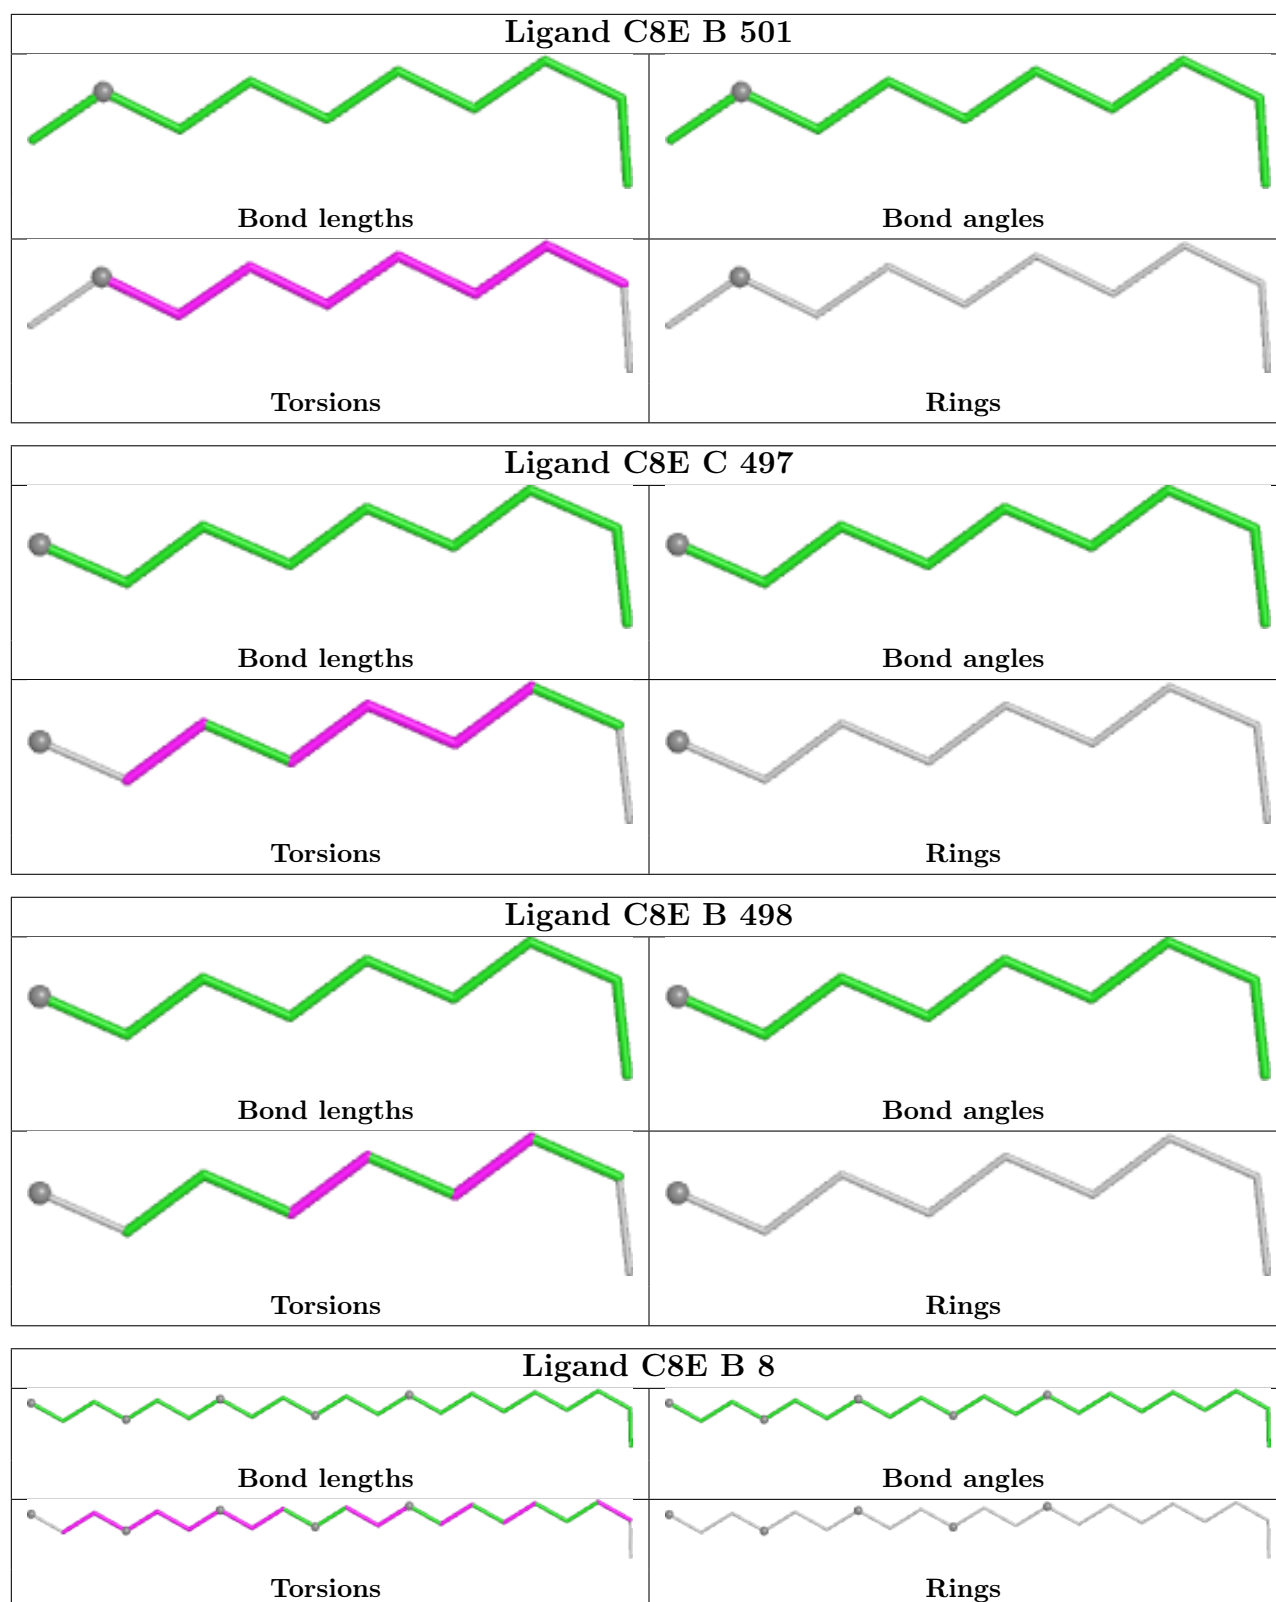 Ligand C8E B 501
Bond lengths
Bond angles
Torsions
Rings
Ligand C8E C 497
Bond lengths
Bond angles
Torsions
Rings
Ligand C8E B 498
Bond lengths
Bond angles
Torsions
Rings
Ligand C8E B 8
Bond lengths
Bond angles
Torsions
Rings